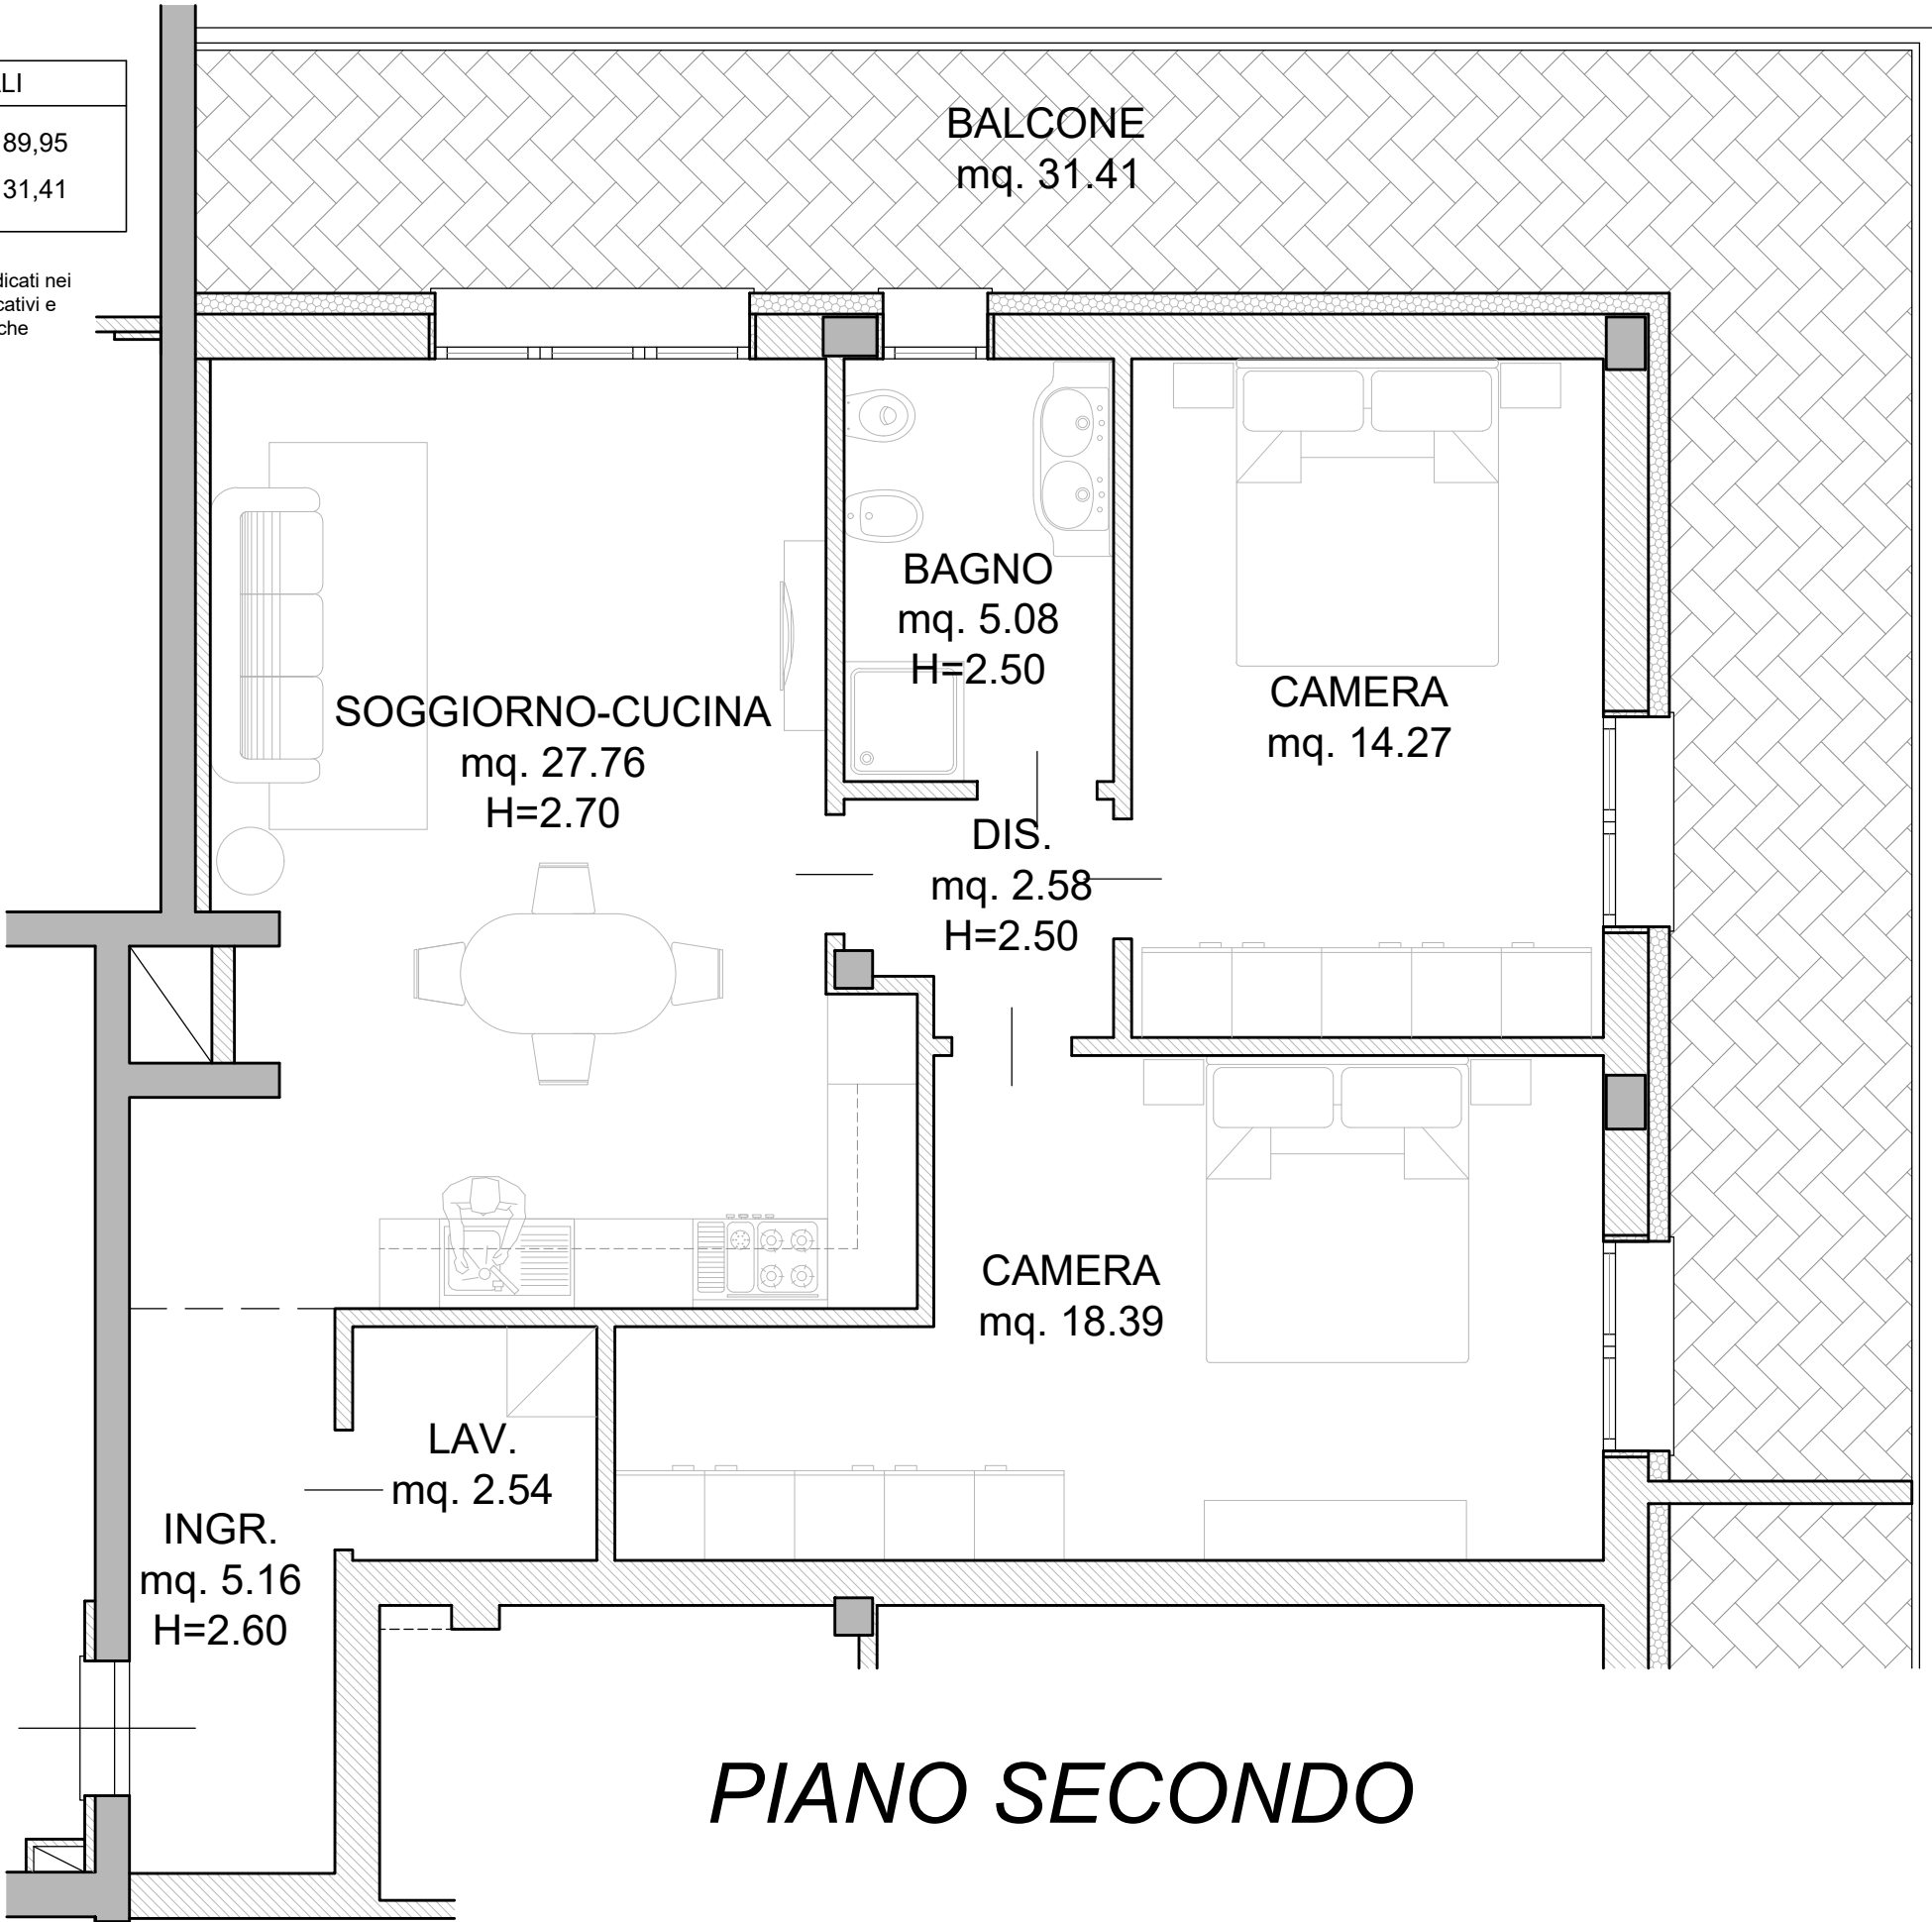 LI
89,95
31,41
dicati nei
cativi e
che
BALCONE
mq. 31.41
BAGNO
mq. 5.08
H=2.50
SOGGIORNO-CUCINA
mq. 27.76
H=2.70
CAMERA
mq. 14.27
DIS.
mq. 2.58
H=2.50
CAMERA
mq. 18.39
LAV.
mq. 2.54
INGR.
mq. 5.16
H=2.60
PIANO SECONDO